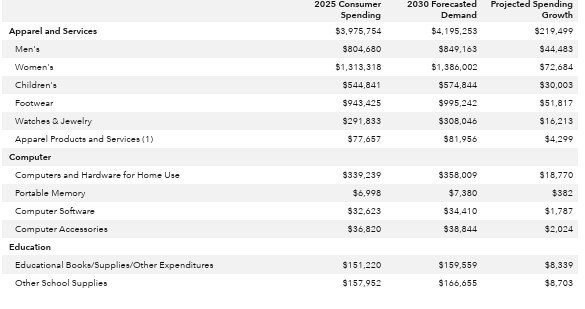 2025 Consumer 2030 Forecasted Projected Spending
Spending Demand Growth
Apparel and Services $3,975,754 $4,195,253 $219,499
Men's $804,680 $849,163 $44,483
Women's $1,313,318 $1,386,002 $72,684
Children's $544,841 $574,844 $30,003
Footwear $943,425 $995,242 $51,817
Watches & Jewelry $291,833 $308,046 $16,213
Apparel Products and Services (1) $77,657 $81,956 $4,299
Computer
Computers and Hardware for Home Use $339,239 $358,009 $18,770
Portable Memory $6,998 $7,380 $382
Computer Software $32,623 $34,410 $1,787
Computer Accessories $36,820 $38,844 $2,024
Education
Educational Books/Supplies/Other Expenditures $151,220 $159,559 $8,339
Other School Supplies $157,952 $166,655 $8,703